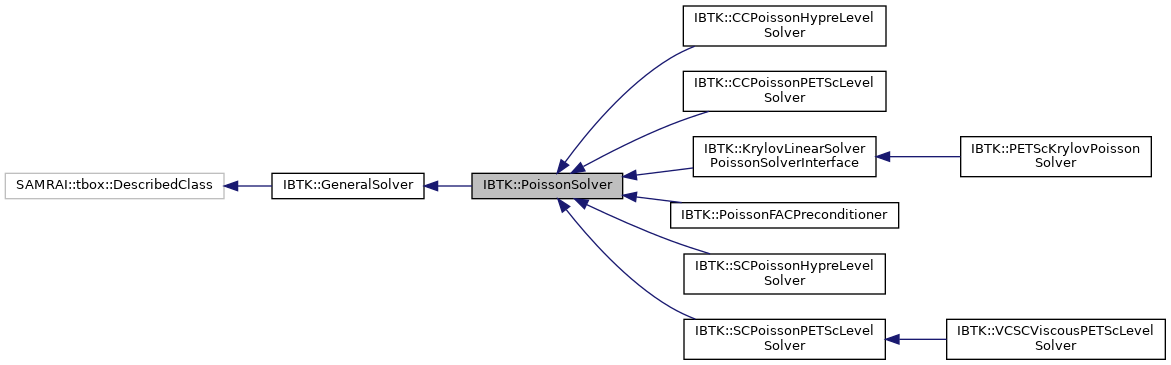 IBTK::CCPoissonHypreLevel
Solver
IBTK::CCPoissonPETScLevel
Solver
IBTK::KrylovLinearSolver
PoissonSolverInterface
IBTK::PETScKrylovPoisson
Solver
SAMRAI::tbox::DescribedClass
IBTK::GeneralSolver
IBTK::PoissonSolver
IBTK::PoissonFACPreconditioner
IBTK::SCPoissonHypreLevel
Solver
IBTK::SCPoissonPETScLevel
Solver
IBTK::VCSCViscousPETScLevel
Solver